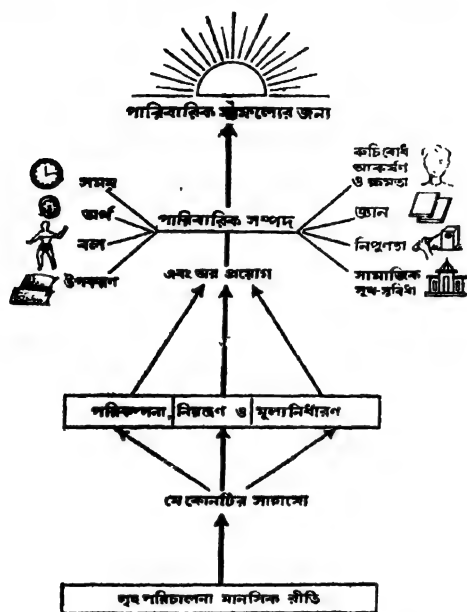 পারিবারিক সাফল্যের জন্য
সময়
অর্থ
বল
উপকরণ
পারিবারিক সম্পদ
রুচিবোধ
আকর্ষণ
ও ক্ষমতা
জ্ঞান
নিপুণতা
সামাজিক
সুখ-সুবিধা
এবং তার প্রয়োগ
পরিকল্পনা, নিয়ন্ত্রণ ও মূল্যনির্ধারণ
যে কোনটির সাহায্যে
গৃহ পরিচালনা মানসিক রীতি